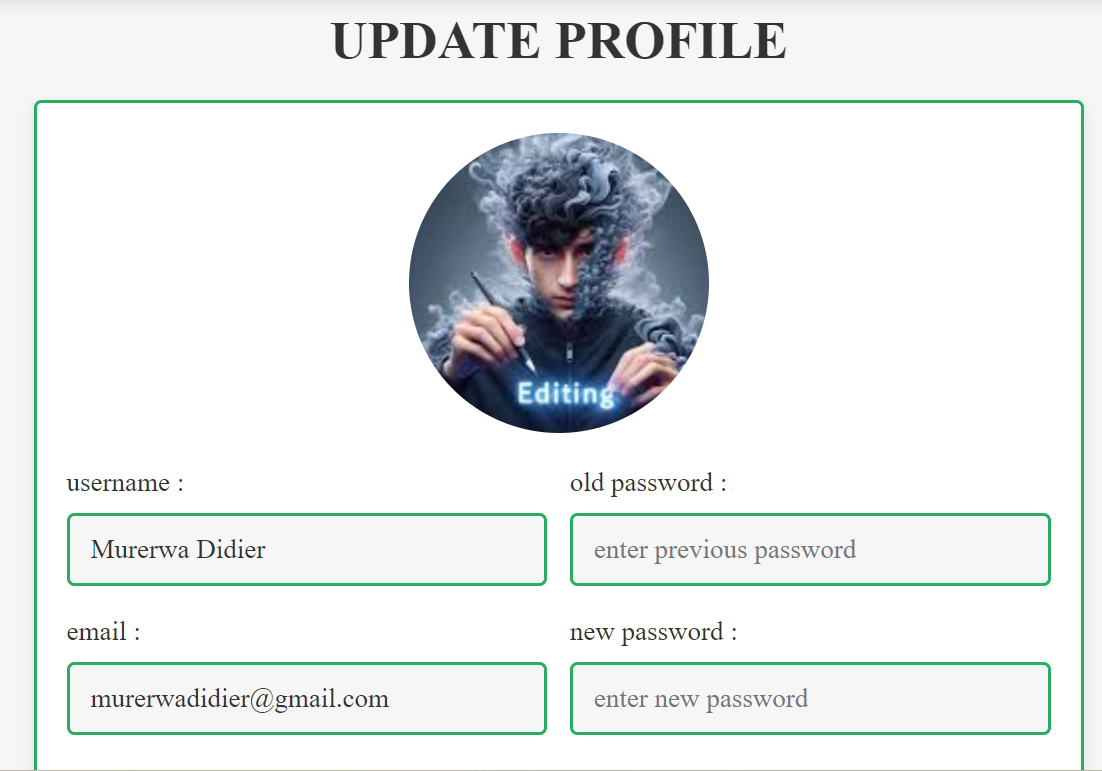 UPDATE PROFILE
Editing
username :
old password :
Murerwa Didier
enter previous password
email :
new password :
murerwadidier@gmail.com
enter new password